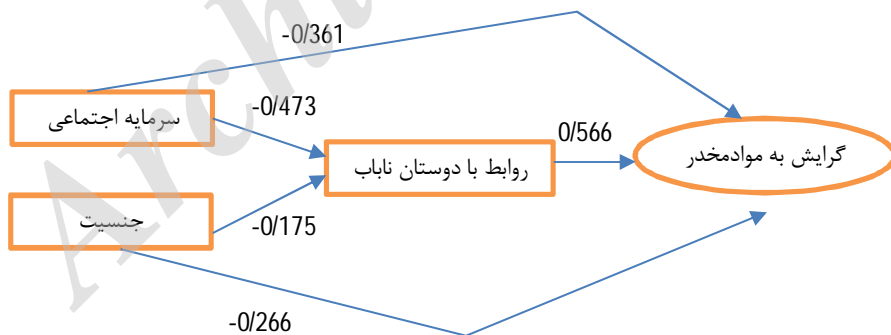 -0/361
سرمایه اجتماعی
-0/473
0/566
گرایش به موادمخدر
روابط با دوستان ناباب
جنسیت
-0/175
-0/266